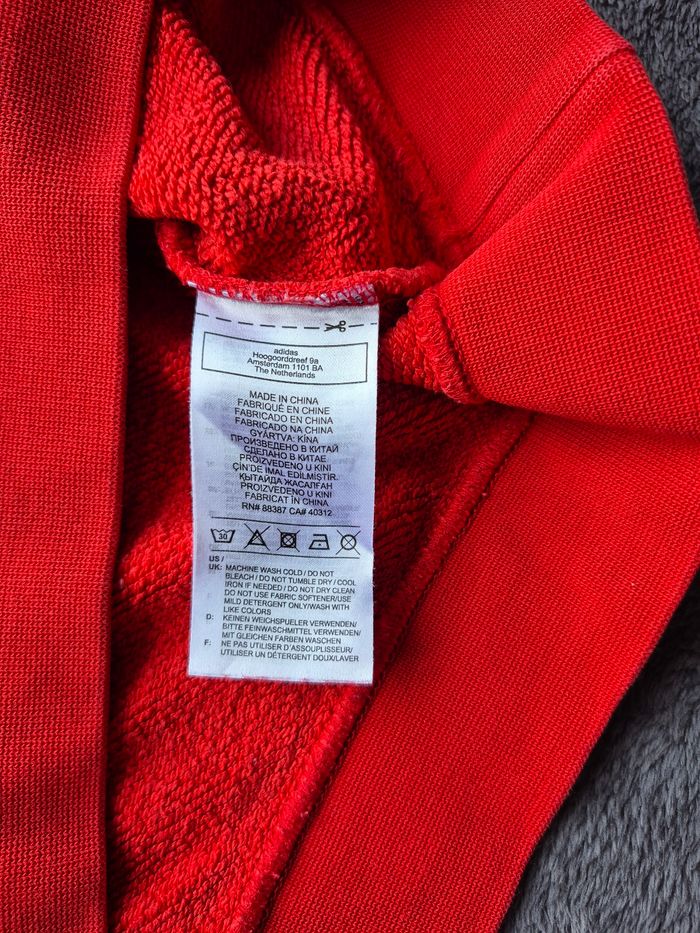 adidas
Hoogoorddreef 9a
Amsterdam 1101 BA
The Netherlands
MADE IN CHINA
FABRIQUÉ EN CHINE
FABRICADO EN CHINA
FABRICADO NA CHINA
GYÁRTVA: KÍNA
ПРОИЗВЕДЕНО В КИТАЙ
СДЕЛАНО В КИТАЕ
PROIZVEDENO U KINI
ÇİN'DE İMAL EDİLMİŞTİR.
ҚЫТАЙДА ЖАСАЛҒАН
PROIZVEDENO U KINI
FABRICAT ÎN CHINA
RN# 88387 CA# 40312
30
US /
UK: MACHINE WASH COLD / DO NOT
BLEACH / DO NOT TUMBLE DRY / COOL
IRON IF NEEDED / DO NOT DRY CLEAN
DO NOT USE FABRIC SOFTENER/USE
MILD DETERGENT ONLY/WASH WITH
LIKE COLORS
D: KEINEN WEICHSPUELER VERWENDEN/
BITTE FEINWASCHMITTEL VERWENDEN/
MIT GLEICHEN FARBEN WASCHEN
F: NE PAS UTILISER D'ASSOUPLISEUR/
UTILISER UN DÉTERGENT DOUX/LAVER